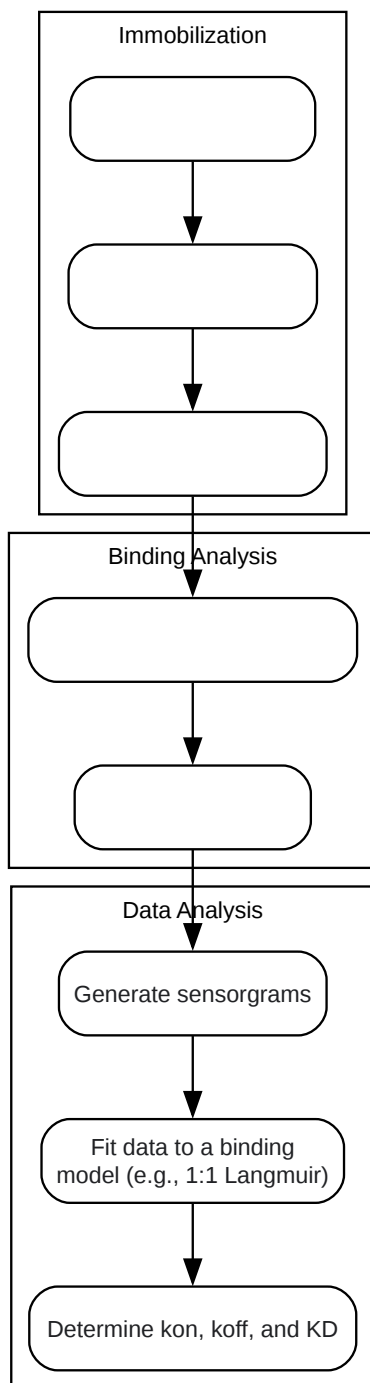 Immobilization
Binding Analysis
Data Analysis
Generate sensorgrams
Fit data to a binding
model (e.g., 1:1 Langmuir)
Determine kon, koff, and KD